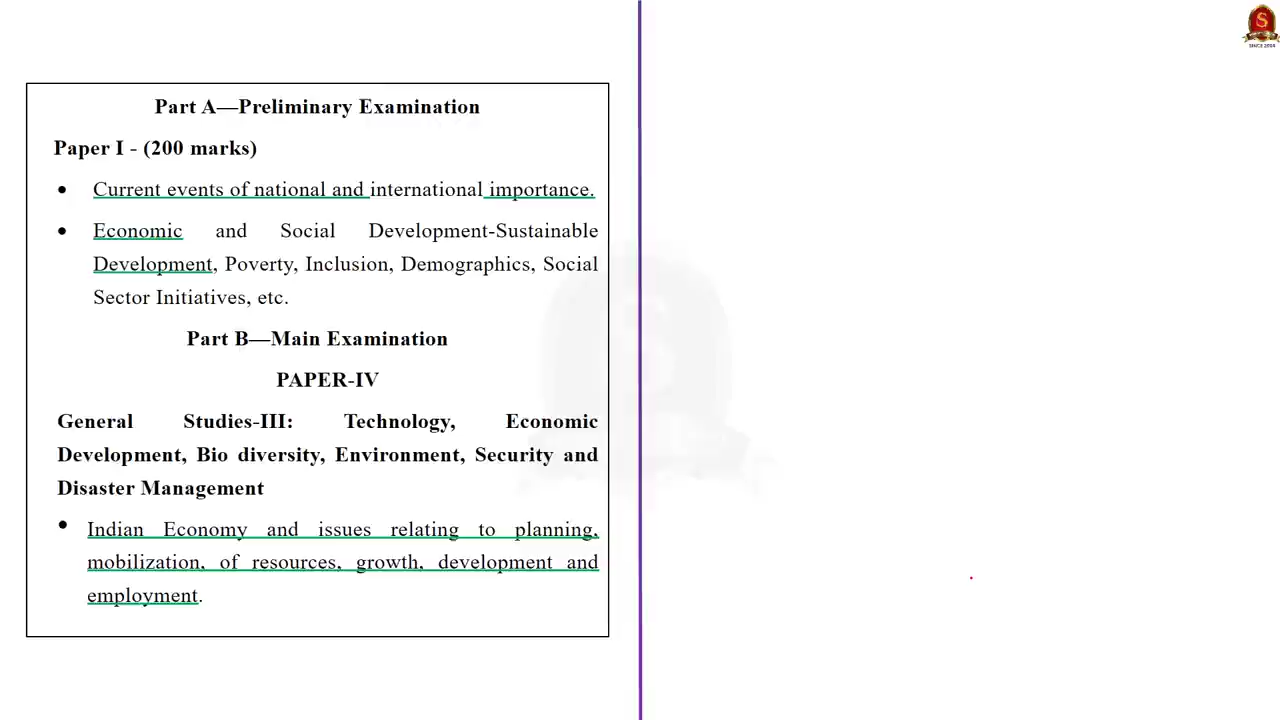 Part A—Preliminary Examination
Paper I - (200 marks)
• Current events of national and international importance.
• Economic and Social Development-Sustainable
Development, Poverty, Inclusion, Demographics, Social
Sector Initiatives, etc.
Part B—Main Examination
PAPER-IV
General Studies-III: Technology, Economic
Development, Bio diversity, Environment, Security and
Disaster Management
• Indian Economy and issues relating to planning,
mobilization, of resources, growth, development and
employment.
S
SINCE 2004